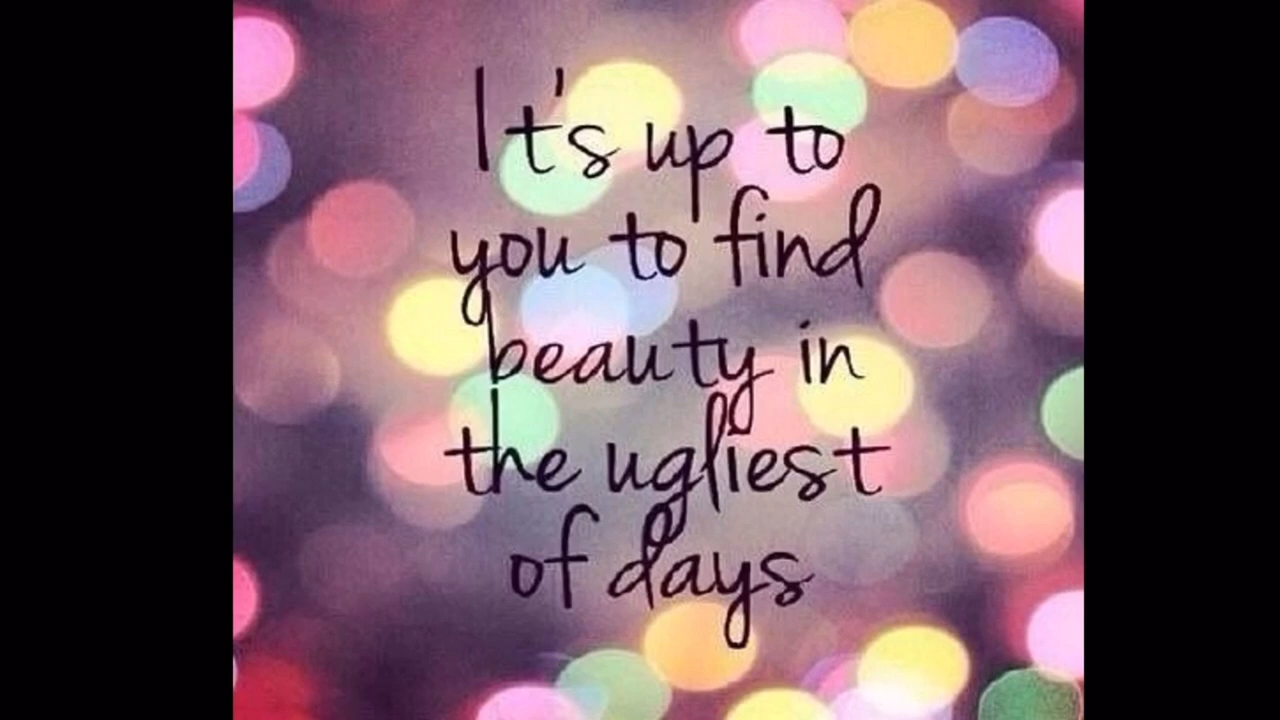 It's up to
you to find
beauty in
the ugliest
of days